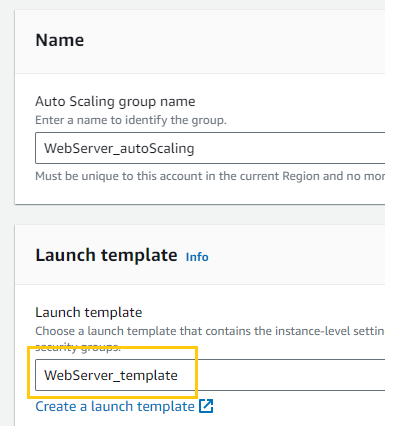 Name
Auto Scaling group name
Enter a name to identify the group.
WebServer_autoScaling
Must be unique to this account in the current Region and no
Launch template Info
Launch template
Choose a launch template that contains the instance-level
security groups.
WebServer_template
Create a launch template